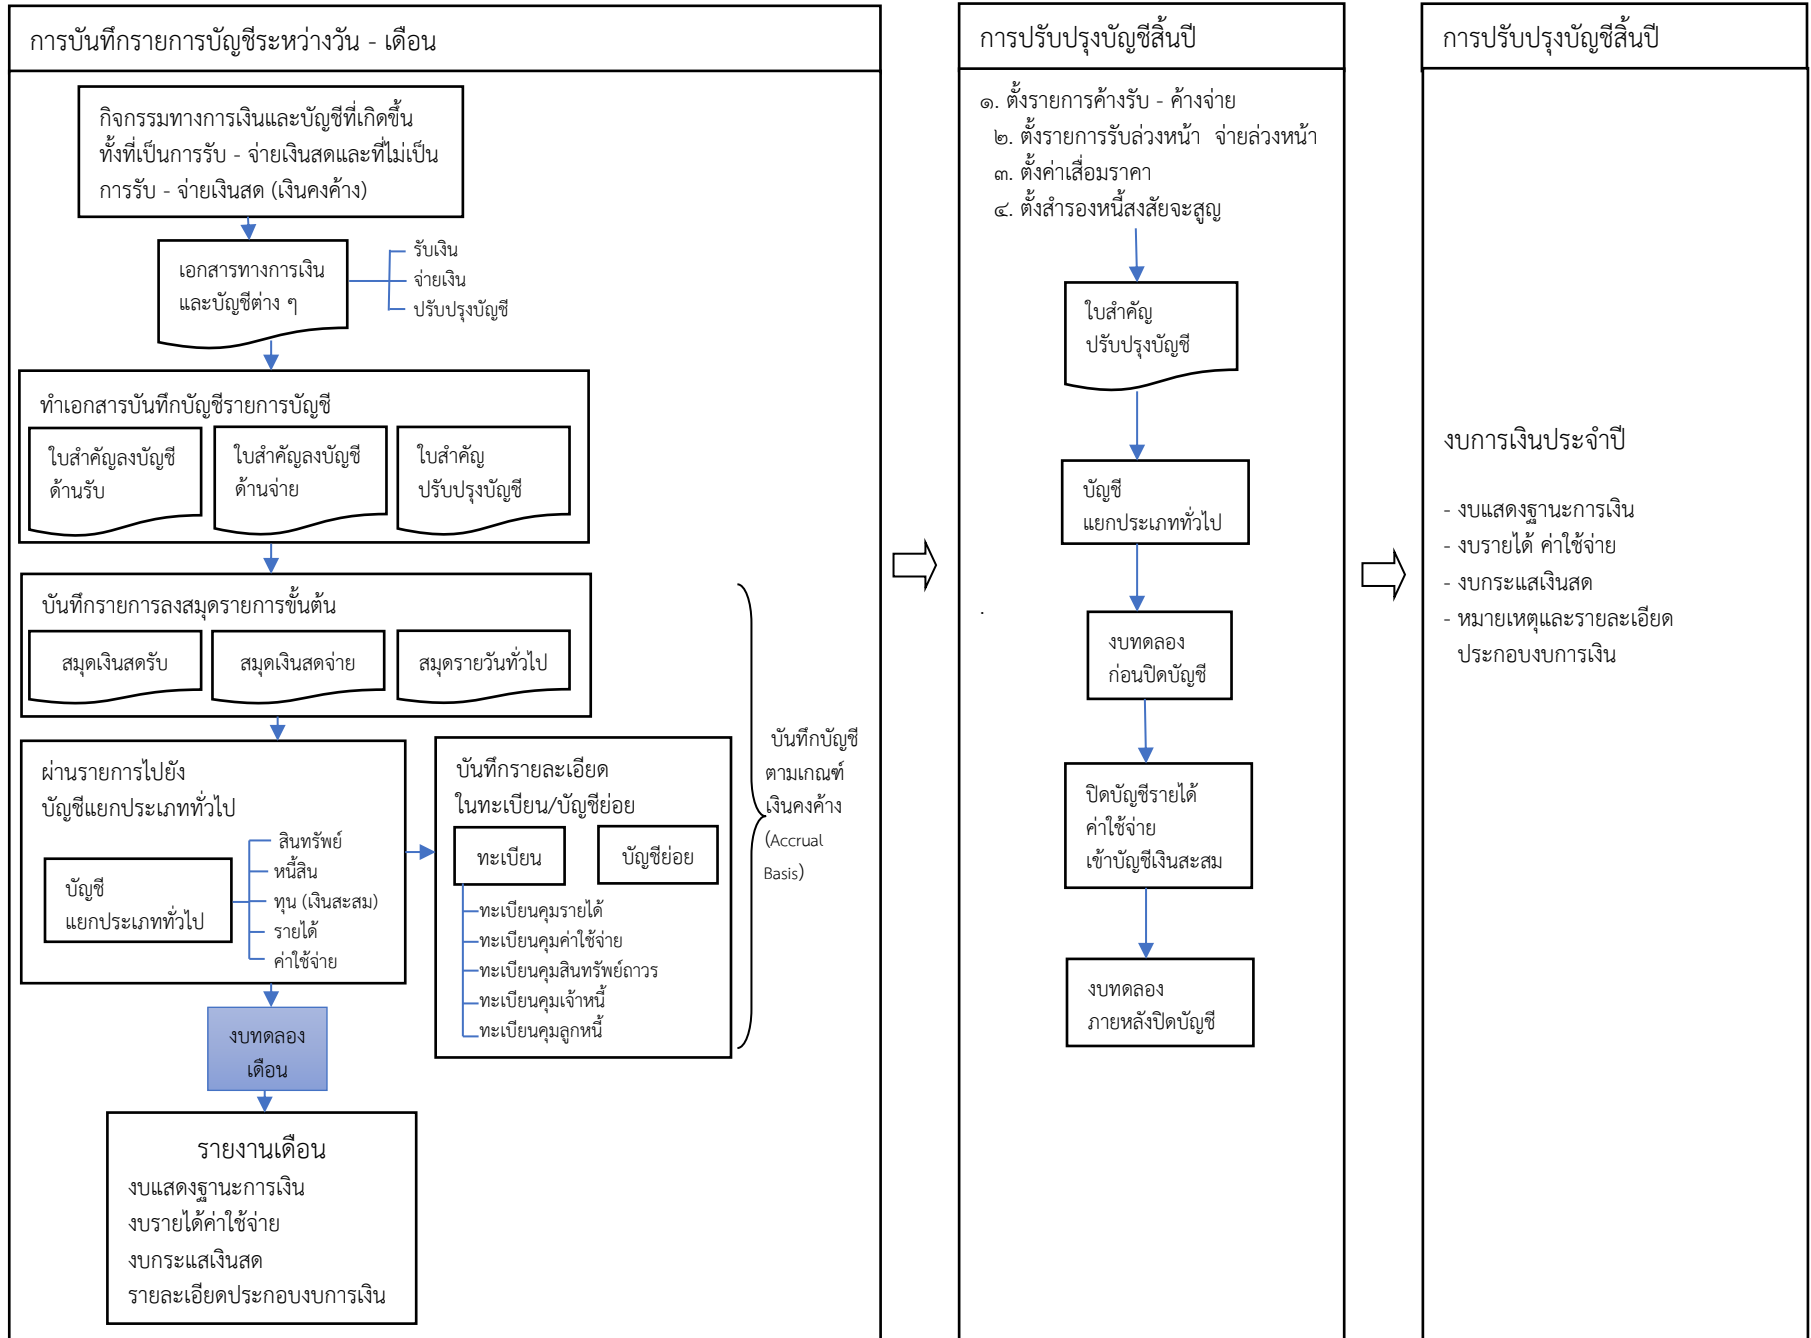 การบันทึกรายการบัญชีระหว่างวัน - เดือน
กิจกรรมทางการเงินและบัญชีที่เกิดขึ้น
ทั้งที่เป็นการรับ - จ่ายเงินสดและที่ไม่เป็น
การรับ - จ่ายเงินสด (เงินคงค้าง)
เอกสารทางการเงิน
และบัญชีต่าง ๆ
รับเงิน
จ่ายเงิน
ปรับปรุงบัญชี
ทำเอกสารบันทึกบัญชีรายการบัญชี
ใบสำคัญลงบัญชี
ด้านรับ
ใบสำคัญลงบัญชี
ด้านจ่าย
ใบสำคัญ
ปรับปรุงบัญชี
บันทึกรายการลงสมุดรายการขั้นต้น
สมุดเงินสดรับ
สมุดเงินสดจ่าย
สมุดรายวันทั่วไป
ผ่านรายการไปยัง
บัญชีแยกประเภททั่วไป
บัญชี
แยกประเภททั่วไป
สินทรัพย์
หนี้สิน
ทุน (เงินสะสม)
รายได้
ค่าใช้จ่าย
บันทึกรายละเอียด
ในทะเบียน/บัญชีย่อย
ทะเบียน
บัญชีย่อย
ทะเบียนคุมรายได้
ทะเบียนคุมค่าใช้จ่าย
ทะเบียนคุมสินทรัพย์ถาวร
ทะเบียนคุมเจ้าหนี้
ทะเบียนคุมลูกหนี้
บันทึกบัญชี
ตามเกณฑ์
เงินคงค้าง
(Accrual
Basis)
งบทดลอง
เดือน
รายงานเดือน
งบแสดงฐานะการเงิน
งบรายได้ค่าใช้จ่าย
งบกระแสเงินสด
รายละเอียดประกอบงบการเงิน
การปรับปรุงบัญชีสิ้นปี
๑. ตั้งรายการค้างรับ - ค้างจ่าย
๒. ตั้งรายการรับล่วงหน้า จ่ายล่วงหน้า
๓. ตั้งค่าเสื่อมราคา
๔. ตั้งสำรองหนี้สงสัยจะสูญ
ใบสำคัญ
ปรับปรุงบัญชี
บัญชี
แยกประเภททั่วไป
.
งบทดลอง
ก่อนปิดบัญชี
ปิดบัญชีรายได้
ค่าใช้จ่าย
เข้าบัญชีเงินสะสม
งบทดลอง
ภายหลังปิดบัญชี
การปรับปรุงบัญชีสิ้นปี
งบการเงินประจำปี
- งบแสดงฐานะการเงิน
- งบรายได้ ค่าใช้จ่าย
- งบกระแสเงินสด
- หมายเหตุและรายละเอียด
ประกอบงบการเงิน